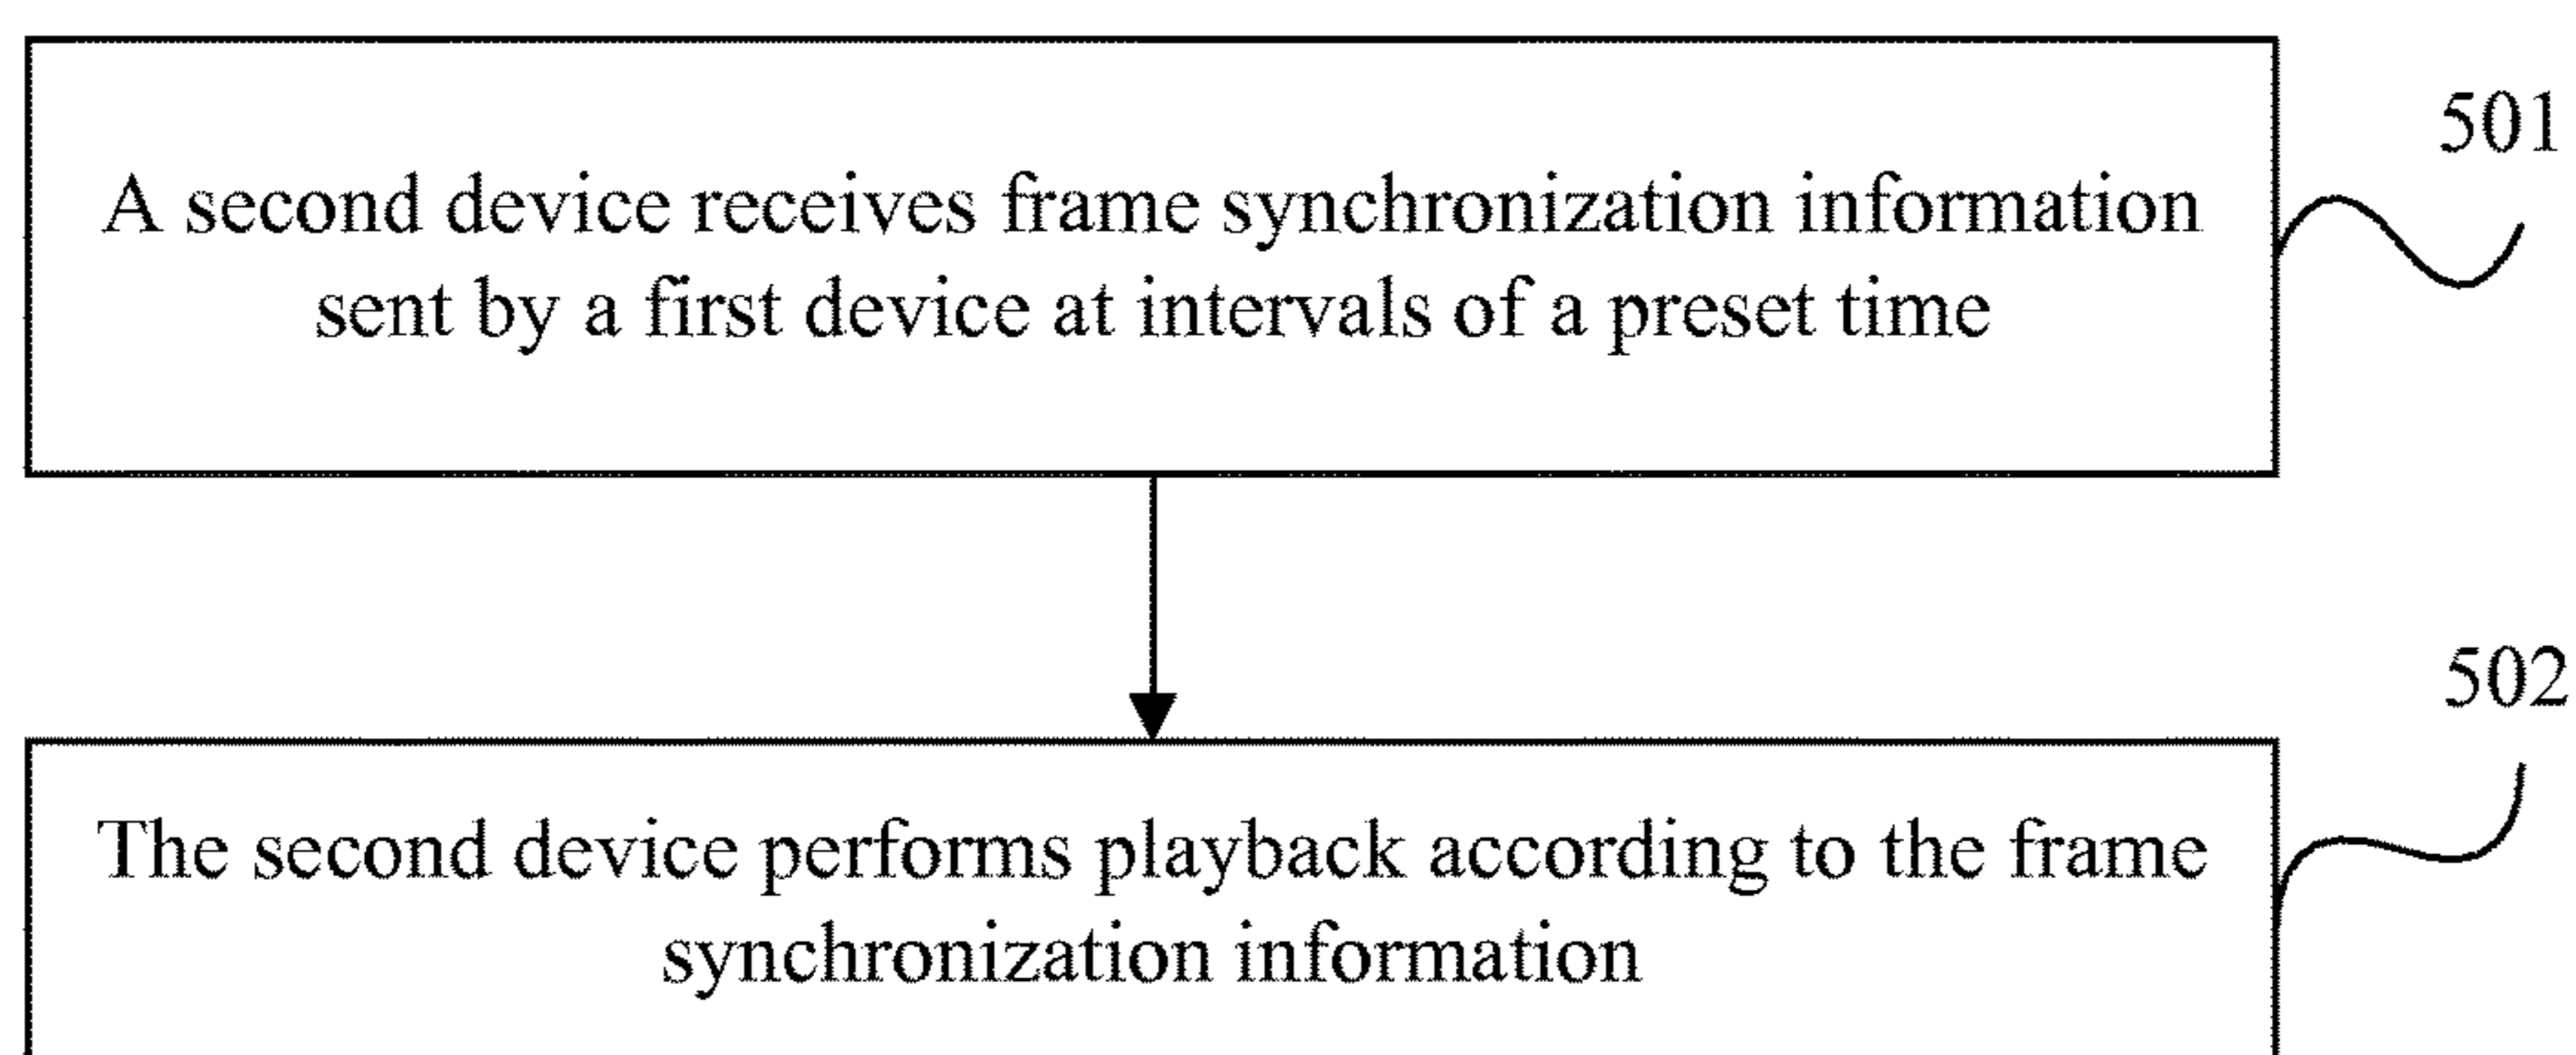 501
A second device receives frame synchronization information
sent by a first device at intervals of a preset time
502
The second device performs playback according to the frame
synchronization information